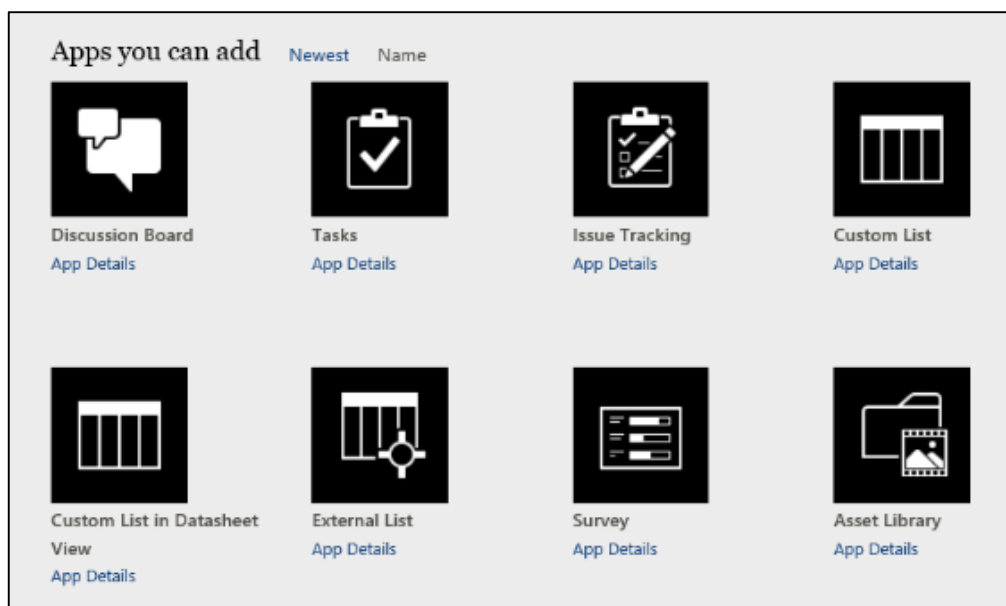 Apps you can add Newest Name
Discussion Board Tasks Issue Tracking Custom List
App Details App Details App Details App Details
Custom List in Datasheet External List Survey Asset Library
View App Details App Details App Details
App Details